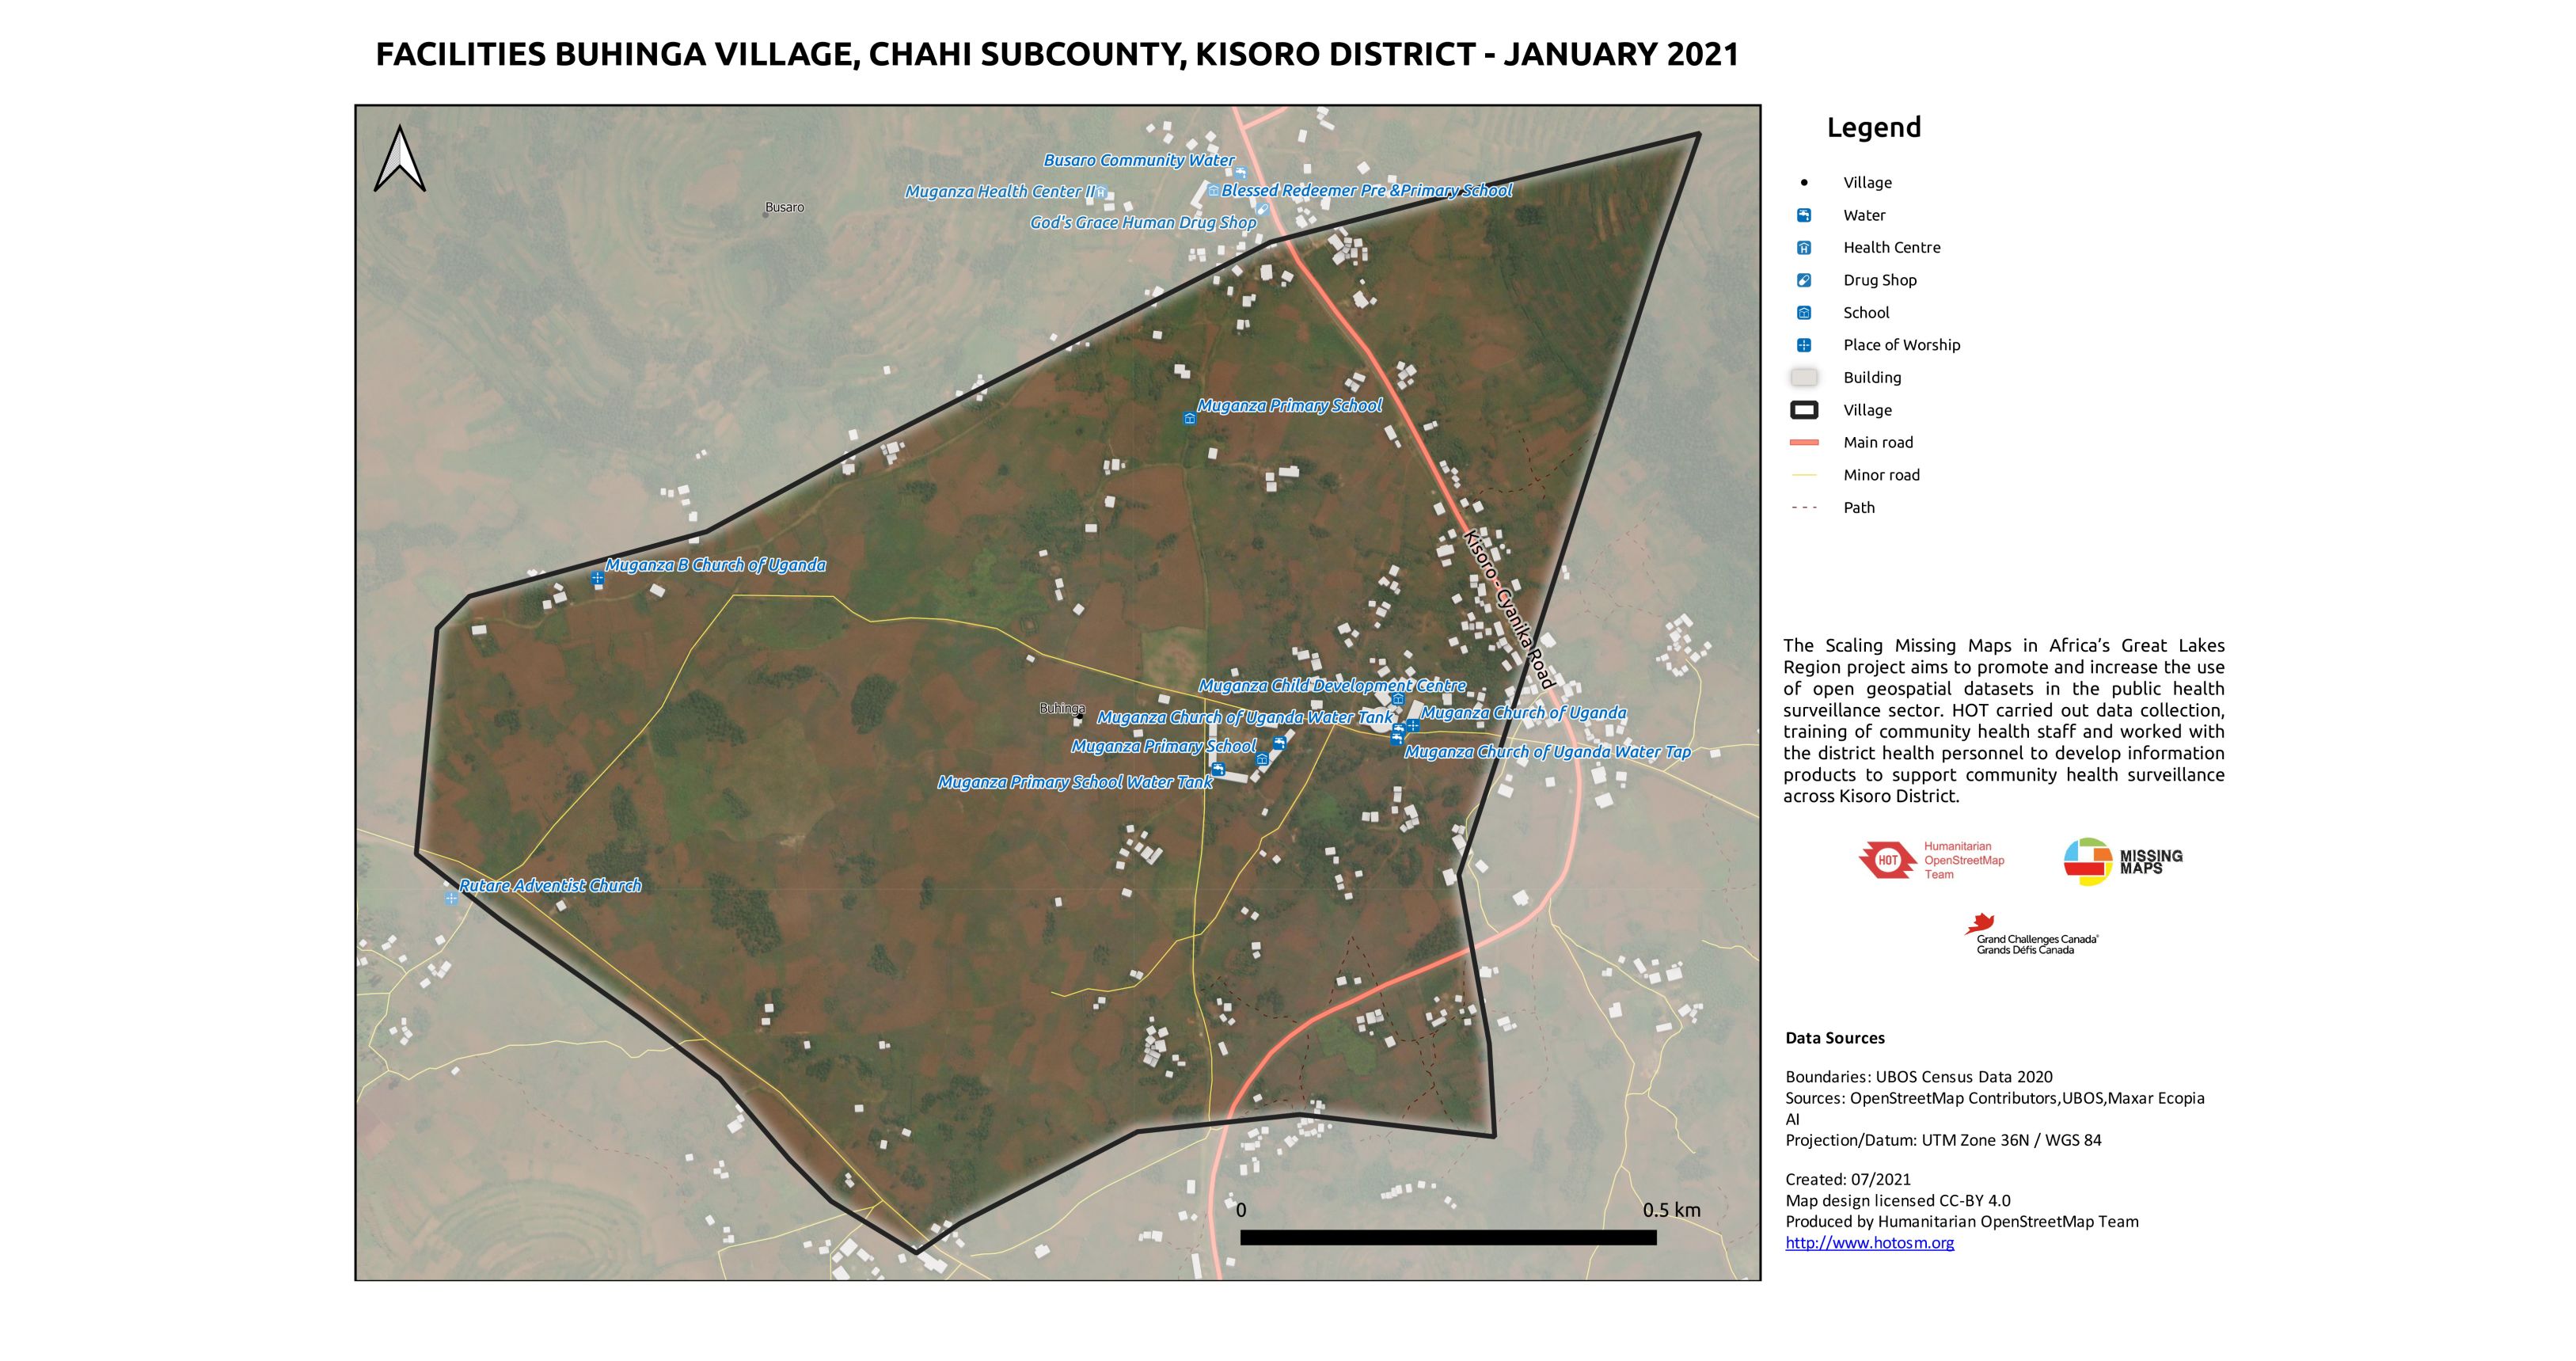 FACILITIES BUHINGA VILLAGE, CHAHI SUBCOUNTY, KISORO DISTRICT - JANUARY 2021
Busaro Community Water
Muganza Health Center II
Blessed Redeemer Pre &Primary School
Busaro
God's Grace Human Drug Shop
Muganza Primary School
Kisoro - Cyanika Road
Muganza B Church of Uganda
Muganza Child Development Centre
Buhinga
Muganza Church of Uganda Water Tank
Muganza Church of Uganda
Muganza Primary School
Muganza Church of Uganda Water Tap
Muganza Primary School Water Tank
Rutare Adventist Church
0 0.5 km
Legend
Village
Water
Health Centre
Drug Shop
School
Place of Worship
Building
Village
Main road
Minor road
Path
The Scaling Missing Maps in Africa’s Great Lakes
Region project aims to promote and increase the use
of open geospatial datasets in the public health
surveillance sector. HOT carried out data collection,
training of community health staff and worked with
the district health personnel to develop information
products to support community health surveillance
across Kisoro District.
HOT
Humanitarian
OpenStreetMap
Team
MISSING
MAPS
Grand Challenges Canada®
Grands Défis Canada
Data Sources
Boundaries: UBOS Census Data 2020
Sources: OpenStreetMap Contributors,UBOS,Maxar Ecopia
AI
Projection/Datum: UTM Zone 36N / WGS 84
Created: 07/2021
Map design licensed CC-BY 4.0
Produced by Humanitarian OpenStreetMap Team
http://www.hotosm.org